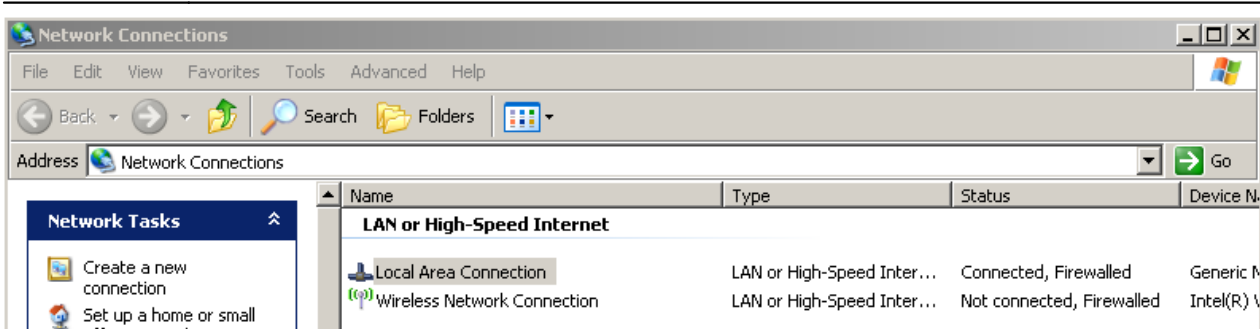 Network Connections
File Edit View Favorites Tools Advanced Help
Back Search Folders
Address Network Connections Go
Name Type Status Device
Network Tasks
LAN or High-Speed Internet
Create a new
connection
Local Area Connection LAN or High-Speed Inter... Connected, Firewalled Generic
Wireless Network Connection LAN or High-Speed Inter... Not connected, Firewalled Intel(R)
Set up a home or small